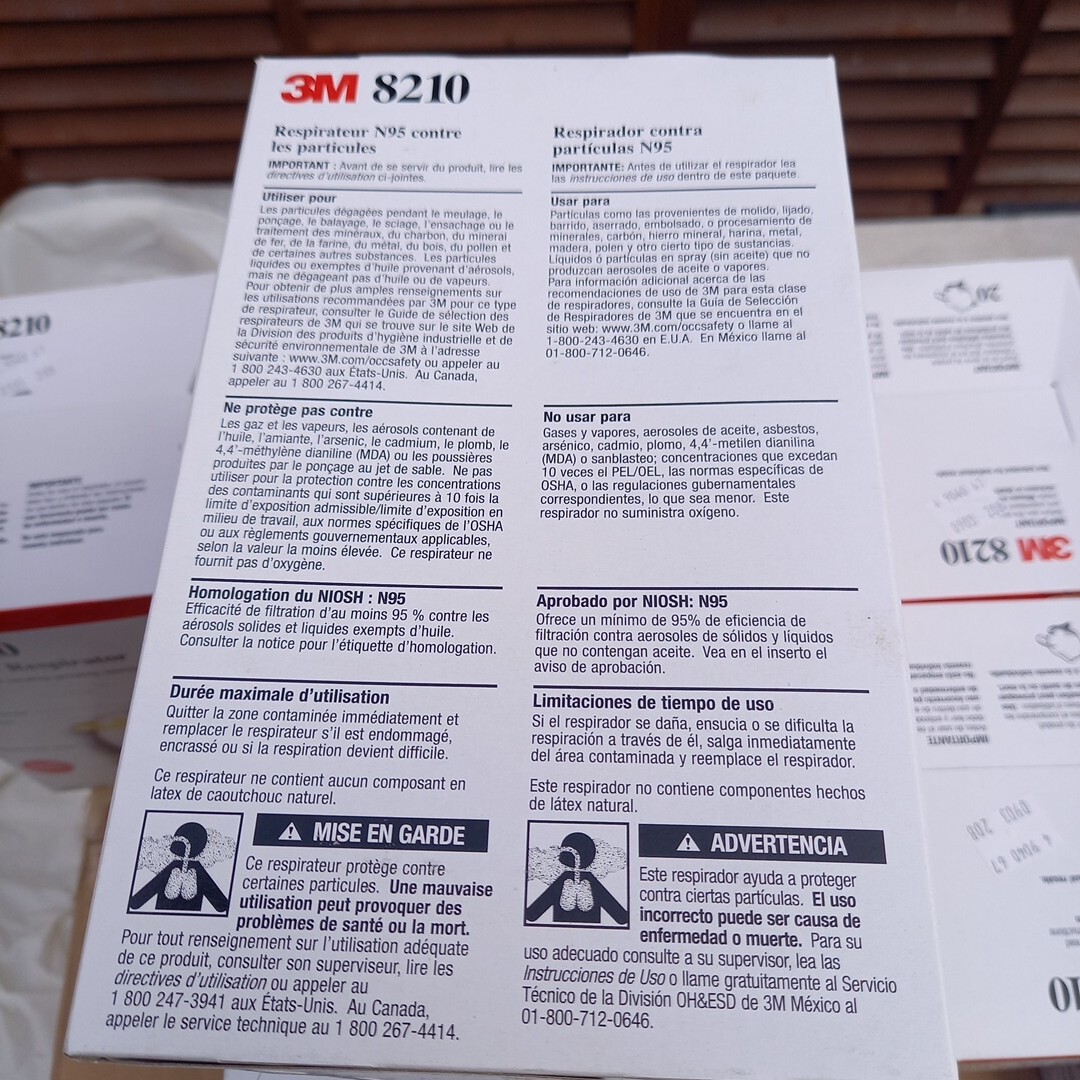 3M 8210
Respirateur N95 contre
les particules
IMPORTANT : Avant de se servir du produit, lire les
directives d'utilisation ci-jointes.
Utiliser pour
Les particules dégagées pendant le meulage, le
ponçage, le balayage, le sciage, l'ensachage ou le
traitement des minéraux, du charbon, du minerai
de fer, de la farine, du métal, du bois, du pollen et
de certaines autres substances. Les particules
liquides ou exemptes d'huile provenant d'aérosols,
mais ne dégageant pas d'huile ou de vapeurs.
Pour obtenir de plus amples renseignements sur
les utilisations recommandées par 3M pour ce type
de respirateur, consulter le Guide de sélection des
respirateurs de 3M qui se trouve sur le site Web de
la Division des produits d'hygiène industrielle et de
sécurité environnementale de 3M à l'adresse
suivante : www.3M.com/occsafety ou appeler au
1 800 243-4630 aux États-Unis. Au Canada,
appeler au 1 800 267-4414.
Ne protège pas contre
Les gaz et les vapeurs, les aérosols contenant de
l'huile, l'amiante, l'arsenic, le cadmium, le plomb, le
4,4'-méthylène dianiline (MDA) ou les poussières
produites par le ponçage au jet de sable. Ne pas
utiliser pour la protection contre les concentrations
des contaminants qui sont supérieures à 10 fois la
limite d'exposition admissible/limite d'exposition en
milieu de travail, aux normes spécifiques de l'OSHA
ou aux règlements gouvernementaux applicables,
selon la valeur la moins élevée. Ce respirateur ne
fournit pas d'oxygène.
Homologation du NIOSH : N95
Efficacité de filtration d'au moins 95 % contre les
aérosols solides et liquides exempts d'huile.
Consulter la notice pour l'étiquette d'homologation.
Durée maximale d'utilisation
Quitter la zone contaminée immédiatement et
remplacer le respirateur s'il est endommagé,
encrassé ou si la respiration devient difficile.
Ce respirateur ne contient aucun composant en
latex de caoutchouc naturel.
MISE EN GARDE
Ce respirateur protège contre
certaines particules. Une mauvaise
utilisation peut provoquer des
problèmes de santé ou la mort.
Pour tout renseignement sur l'utilisation adéquate
de ce produit, consulter son superviseur, lire les
directives d'utilisation ou appeler au
1 800 247-3941 aux États-Unis. Au Canada,
appeler le service technique au 1 800 267-4414.
Respirador contra
partículas N95
IMPORTANTE: Antes de utilizar el respirador lea
las instrucciones de uso dentro de este paquete.
Usar para
Partículas como las provenientes de molido, lijado,
barrido, aserrado, embolsado, o procesamiento de
minerales, carbón, hierro mineral, harina, metal,
madera, polen y otro cierto tipo de sustancias.
Líquidos ó partículas en spray (sin aceite) que no
produzcan aerosoles de aceite o vapores.
Para información adicional acerca de las
recomendaciones de uso de 3M para esta clase
de respiradores, consulte la Guía de Selección
de Respiradores de 3M que se encuentra en el
sitio web: www.3M.com/occsafety o llame al
1-800-243-4630 en E.U.A. En México llame al
01-800-712-0646.
No usar para
Gases y vapores, aerosoles de aceite, asbestos,
arsénico, cadmio, plomo, 4,4'-metilen dianilina
(MDA) o sanblasteo; concentraciones que excedan
10 veces el PEL/OEL, las normas específicas de
OSHA, o las regulaciones gubernamentales
correspondientes, lo que sea menor. Este
respirador no suministra oxígeno.
Aprobado por NIOSH: N95
Ofrece un mínimo de 95% de eficiencia de
filtración contra aerosoles de sólidos y líquidos
que no contengan aceite. Vea en el inserto el
aviso de aprobación.
Limitaciones de tiempo de uso
Si el respirador se daña, ensucia o se dificulta la
respiración a través de él, salga inmediatamente
del área contaminada y reemplace el respirador.
Este respirador no contiene componentes hechos
de látex natural.
ADVERTENCIA
Este respirador ayuda a proteger
contra ciertas partículas. El uso
incorrecto puede ser causa de
enfermedad o muerte. Para su
uso adecuado consulte a su supervisor, lea las
Instrucciones de Uso o llame gratuitamente al Servicio
Técnico de la División OH&ESD de 3M México al
01-800-712-0646.
8210
Respirator
20
3M 8210
IMPORTANTE